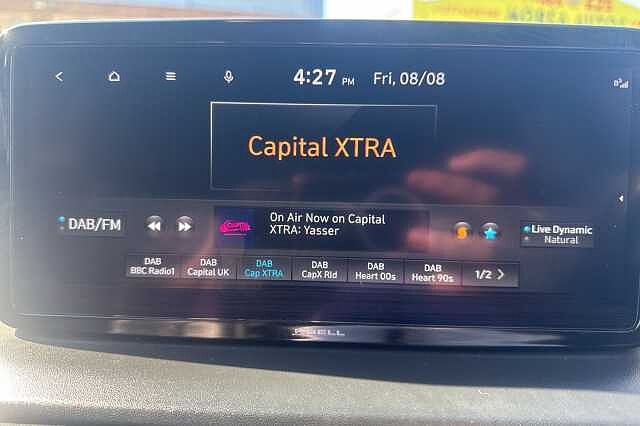 4:27 PM Fri, 08/08
Capital XTRA
DAB/FM
On Air Now on Capital
XTRA: Yasser
Live Dynamic
Natural
DAB
BBC Radio1
DAB
Capital UK
DAB
Cap XTRA
DAB
CapX Rld
DAB
Heart 00s
DAB
Heart 90s
1/2
KRELL